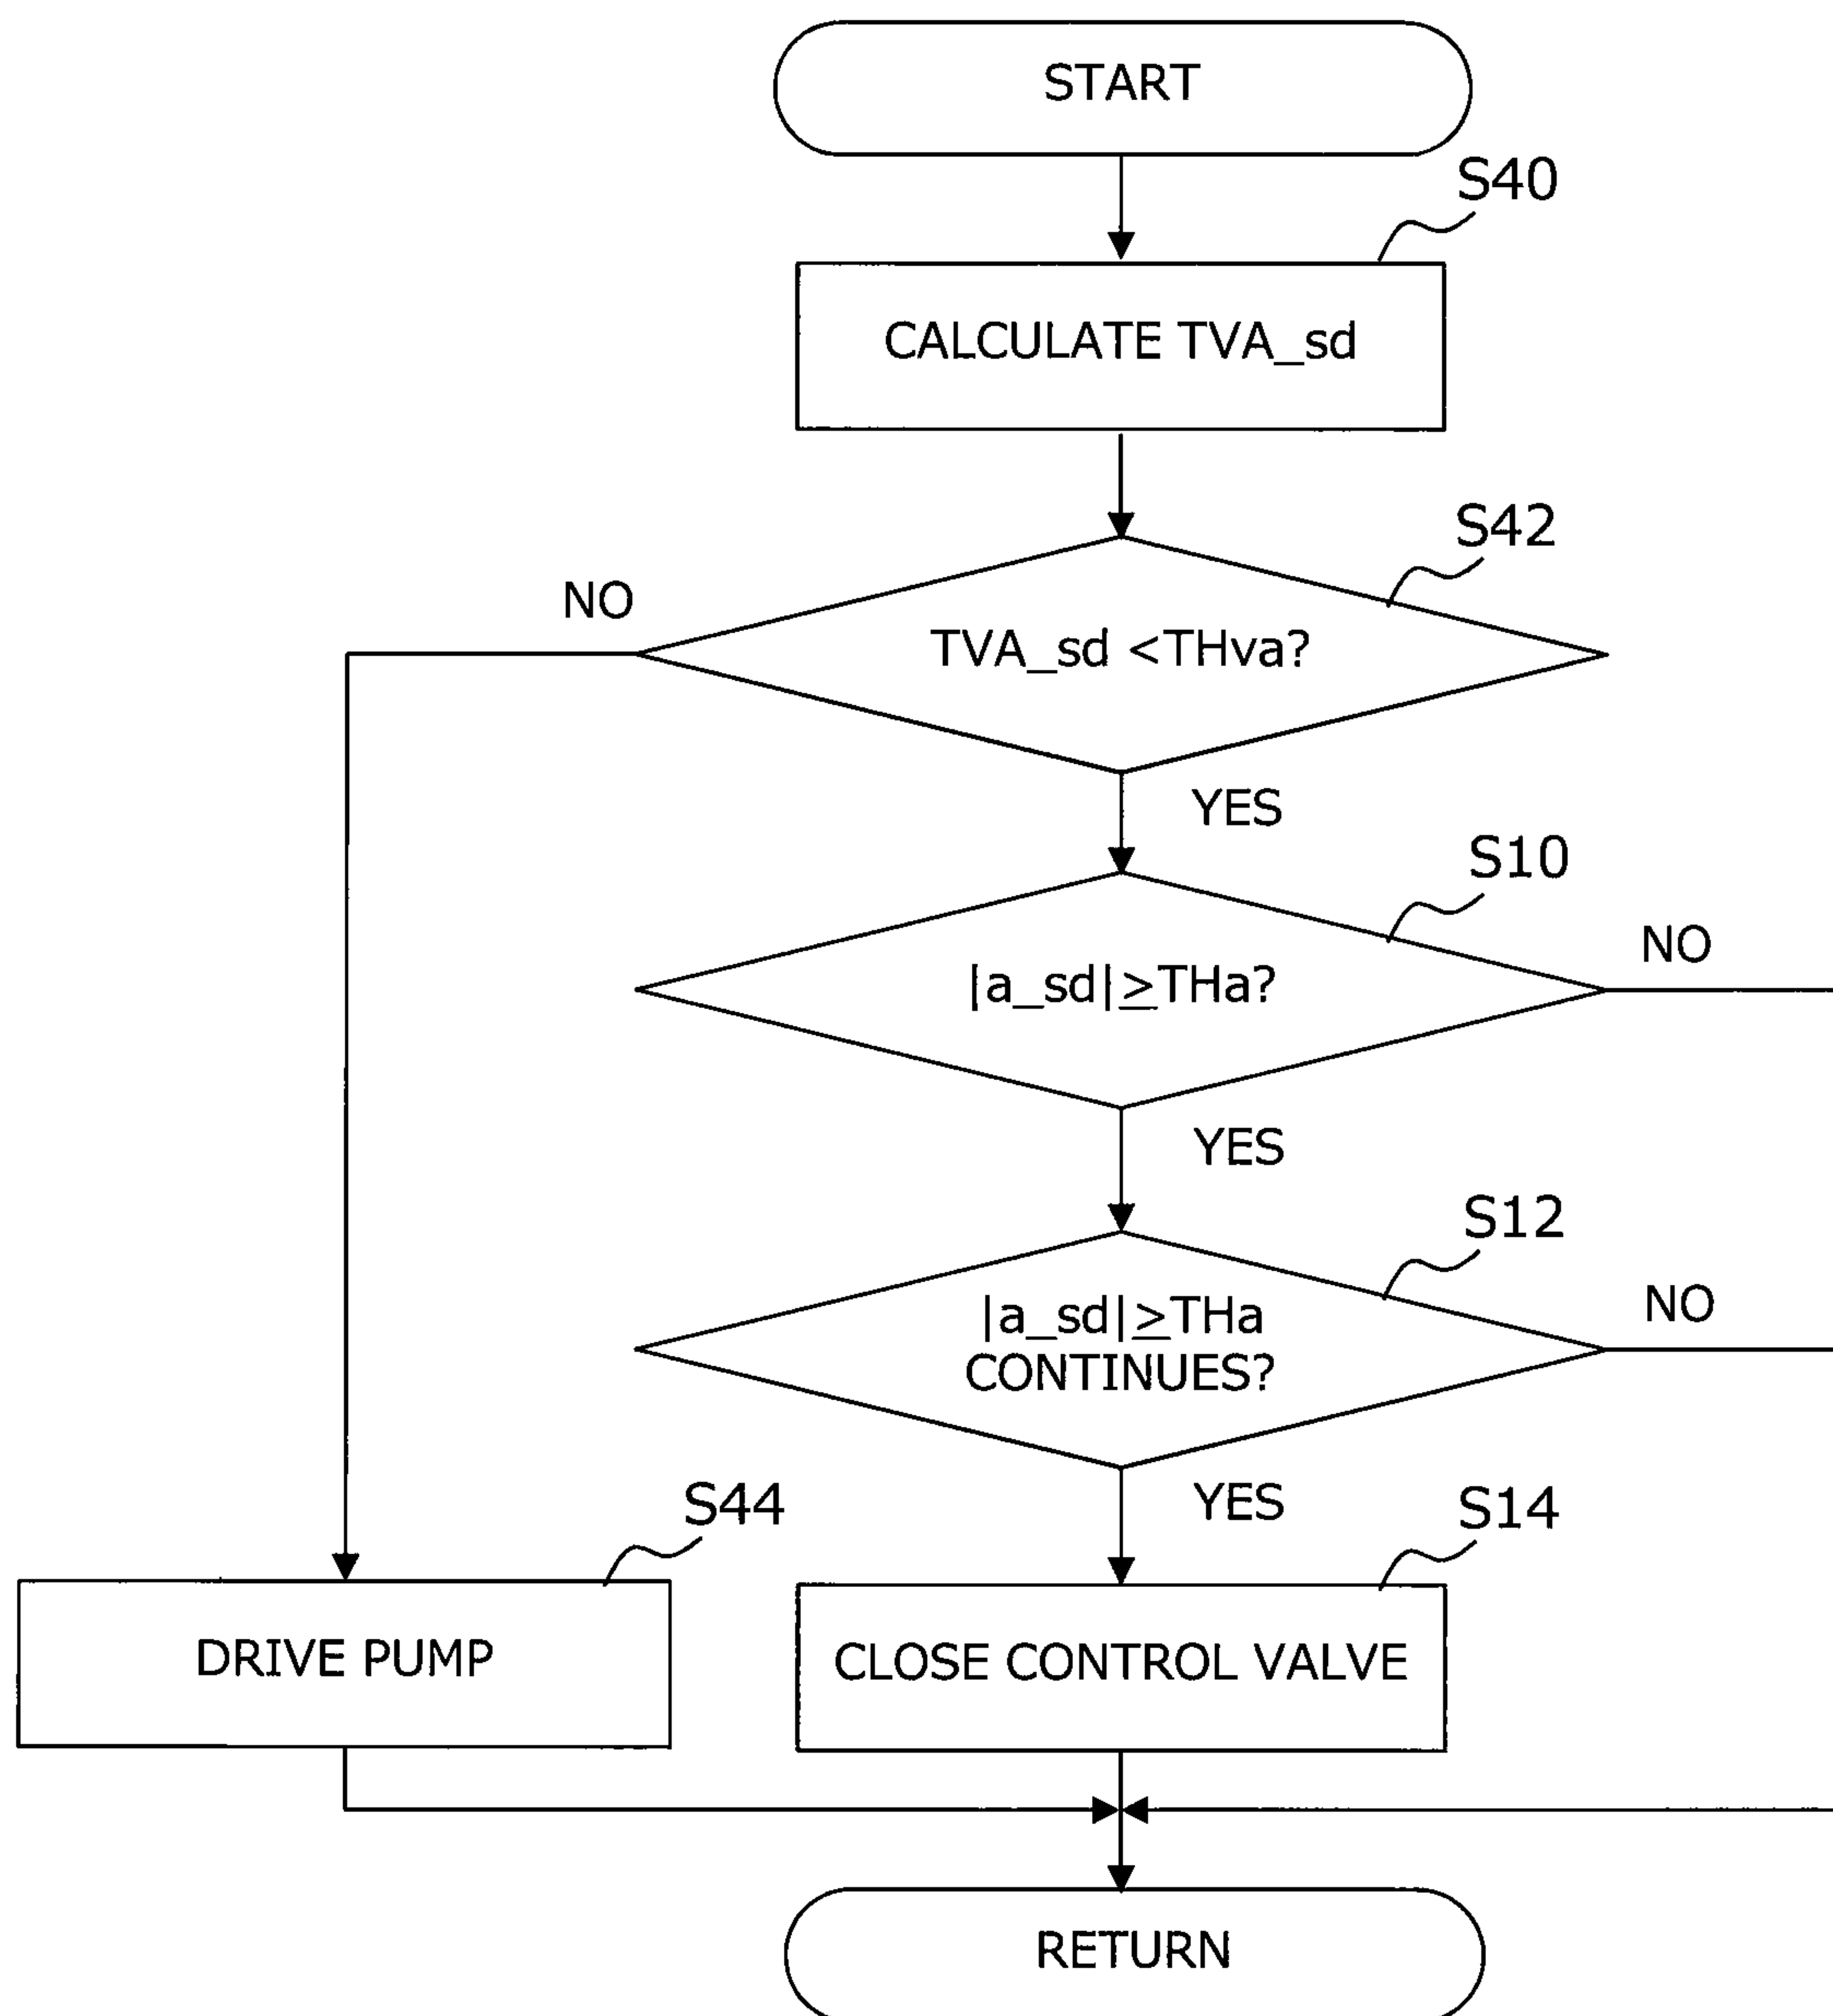 START
S40
CALCULATE TVA_sd
S42
NO
TVA_sd <THva?
YES
S10
NO
|a_sd|≥THa?
YES
S12
NO
|a_sd|≥THa
CONTINUES?
YES
S44
S14
DRIVE PUMP
CLOSE CONTROL VALVE
RETURN